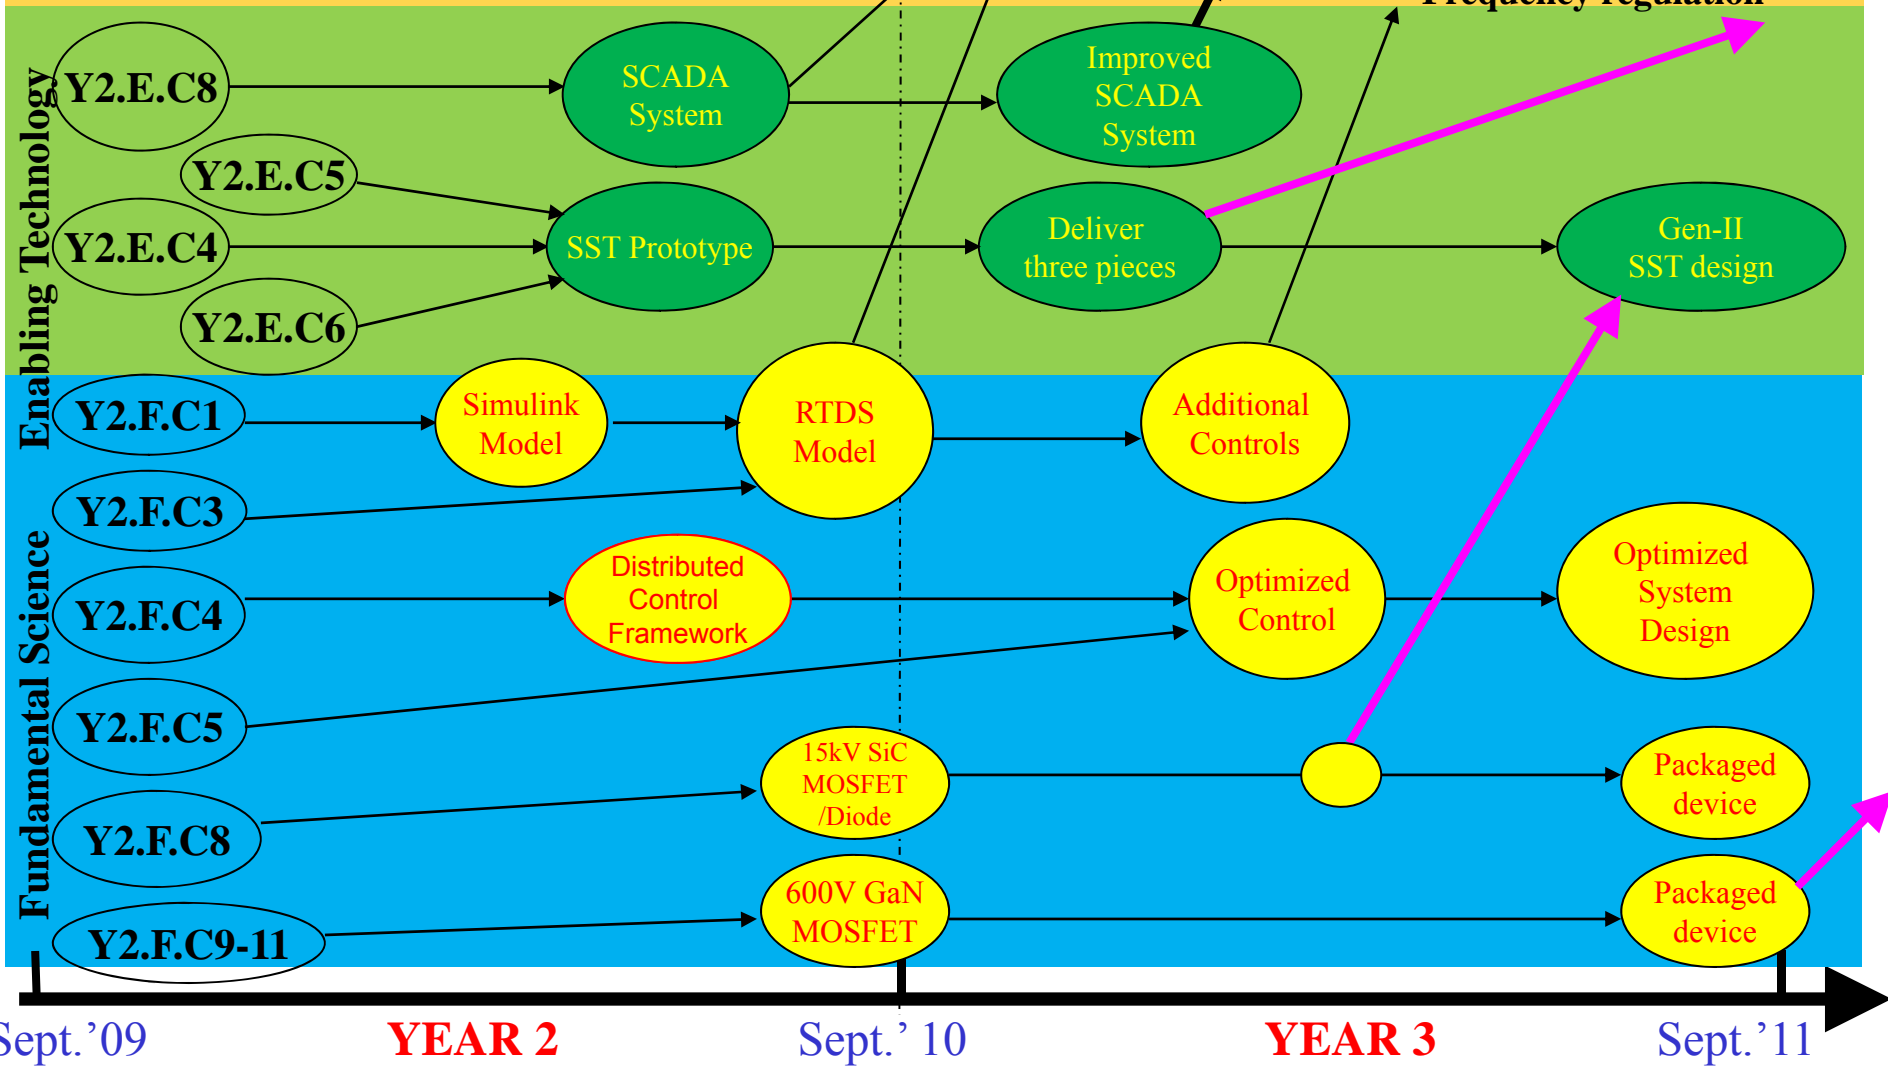 Frequency regulation
Enabling Technology
Y2.E.C8
SCADA
System
Improved
SCADA
System
Y2.E.C5
Y2.E.C4
SST Prototype
Deliver
three pieces
Gen-II
SST design
Y2.E.C6
Fundamental Science
Y2.F.C1
Simulink
Model
RTDS
Model
Additional
Controls
Y2.F.C3
Y2.F.C4
Distributed
Control
Framework
Optimized
Control
Optimized
System
Design
Y2.F.C5
Y2.F.C8
15kV SiC
MOSFET
/Diode
Packaged
device
Y2.F.C9-11
600V GaN
MOSFET
Packaged
device
Sept.’09
YEAR 2
Sept.’ 10
YEAR 3
Sept.’11